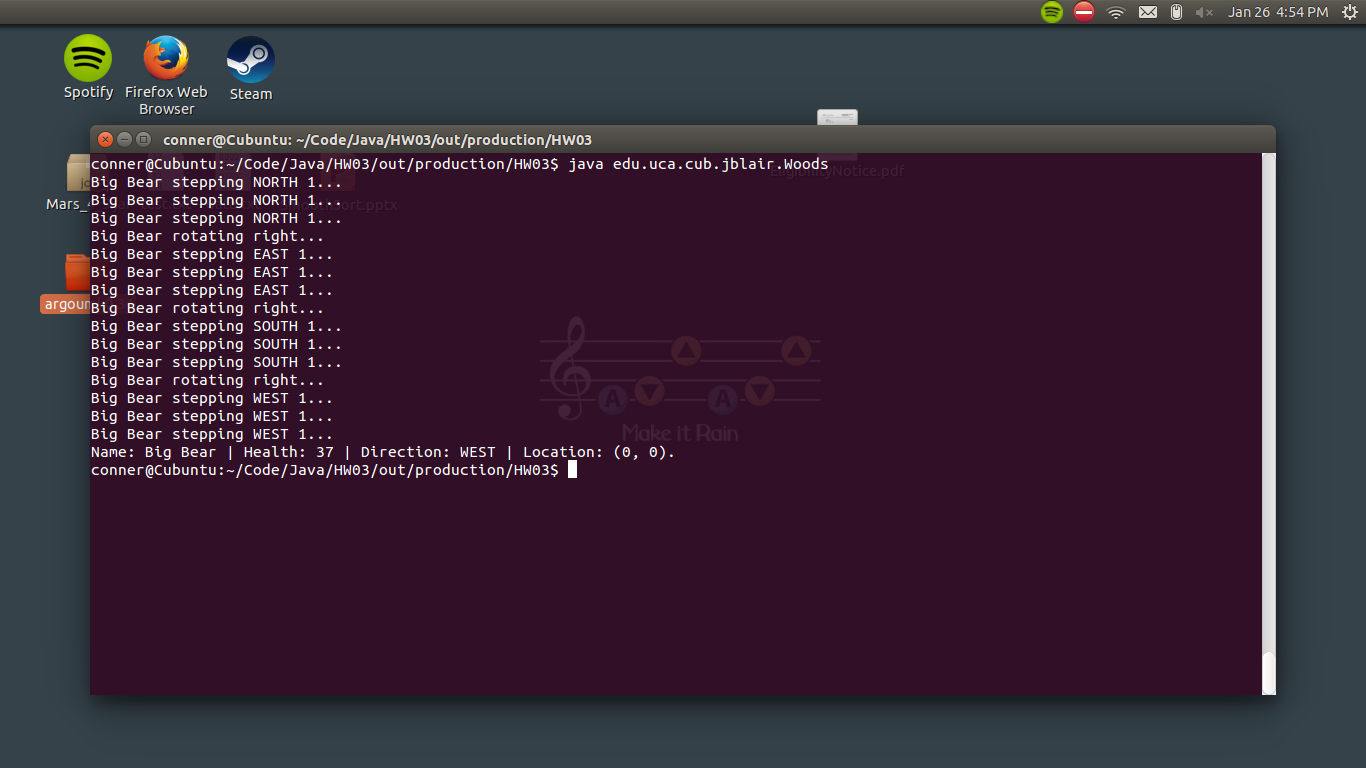 Jan 26 4:54 PM
Spotify
Firefox Web
Browser
Steam
conner@Cubuntu: ~/Code/Java/HW03/out/production/HW03
conner@Cubuntu:~/Code/Java/HW03/out/production/HW03$ java edu.uca.cub.jblair.Woods
EligibilityNotice.pdf
Big Bear stepping NORTH 1...
Big Bear stepping NORTH 1...
Mars_
ort.pptx
Big Bear stepping NORTH 1...
Big Bear rotating right...
Big Bear stepping EAST 1...
Big Bear stepping EAST 1...
Big Bear stepping EAST 1...
argoun
Big Bear rotating right...
Big Bear stepping SOUTH 1...
Big Bear stepping SOUTH 1...
Big Bear stepping SOUTH 1...
Big Bear rotating right...
Big Bear stepping WEST 1...
A A
Big Bear stepping WEST 1...
Big Bear stepping WEST 1...
Make it Rain
Name: Big Bear | Health: 37 | Direction: WEST | Location: (0, 0).
conner@Cubuntu:~/Code/Java/HW03/out/production/HW03$